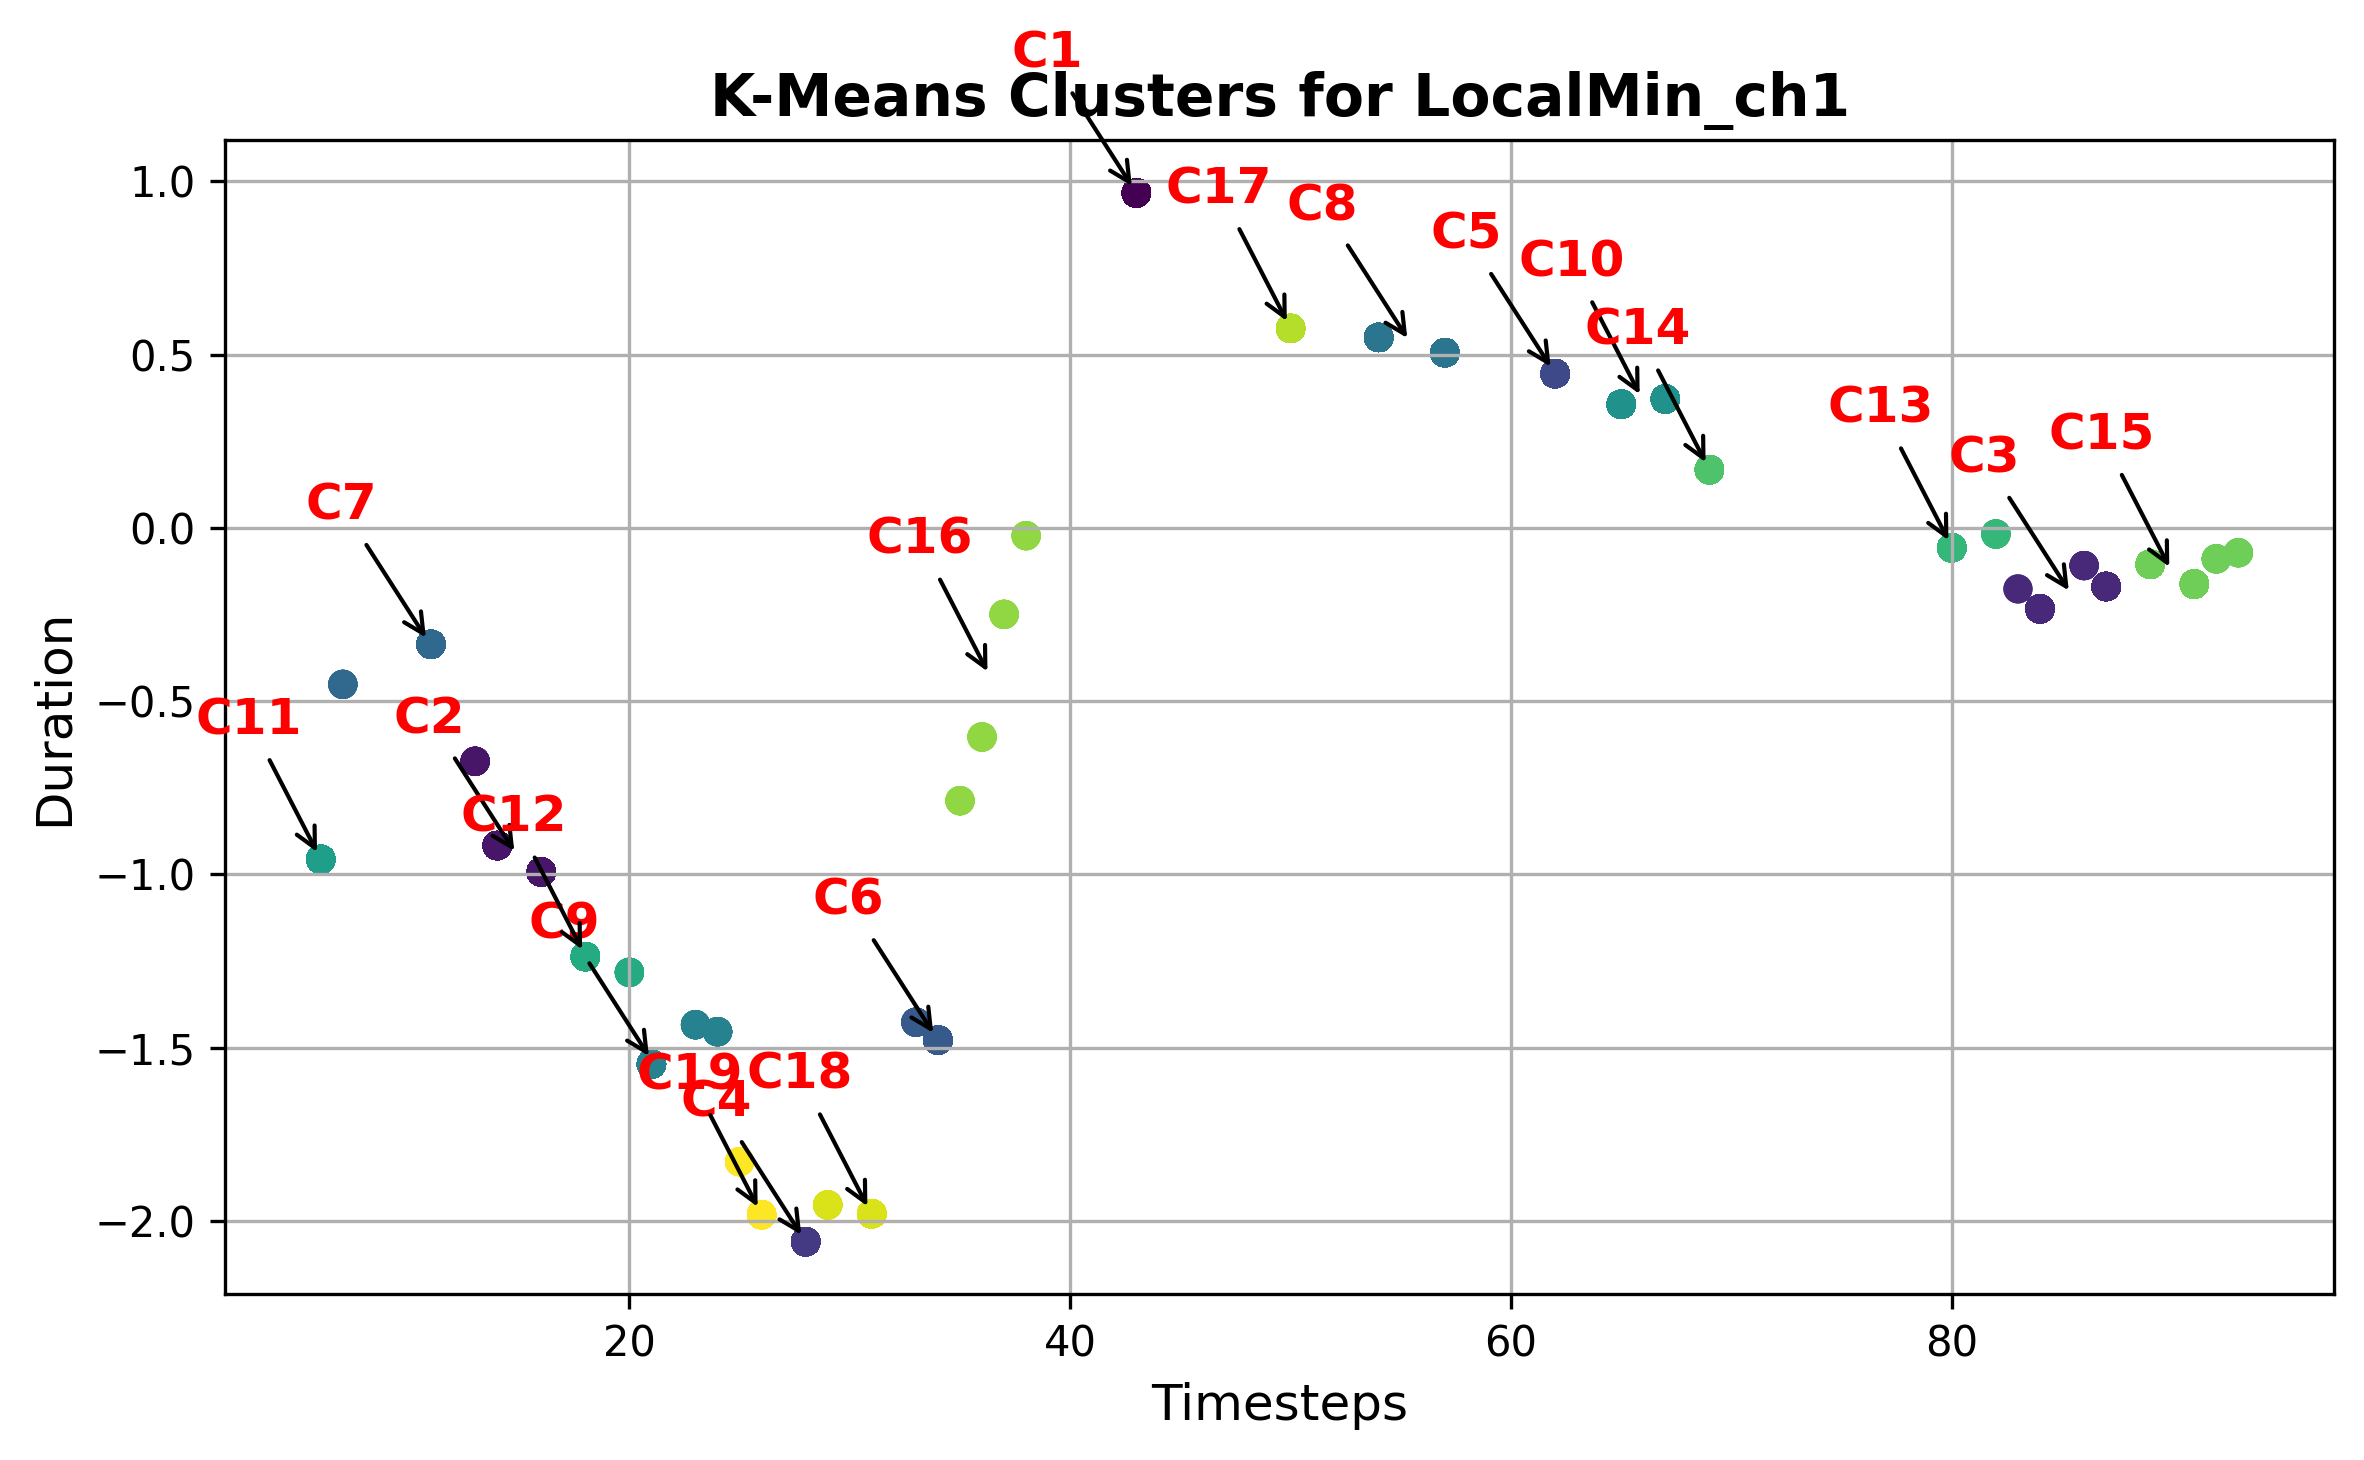 C1
K-Means Clusters for LocalMin_ch1
1.0
C17
C8
C5
C10
C14
0.5
C13
C3
C15
C7
C16
0.0
Duration
−0.5
C11
C2
C12
C9
C6
−1.0
−1.5
C19
C4
C18
−2.0
20
40
60
80
Timesteps